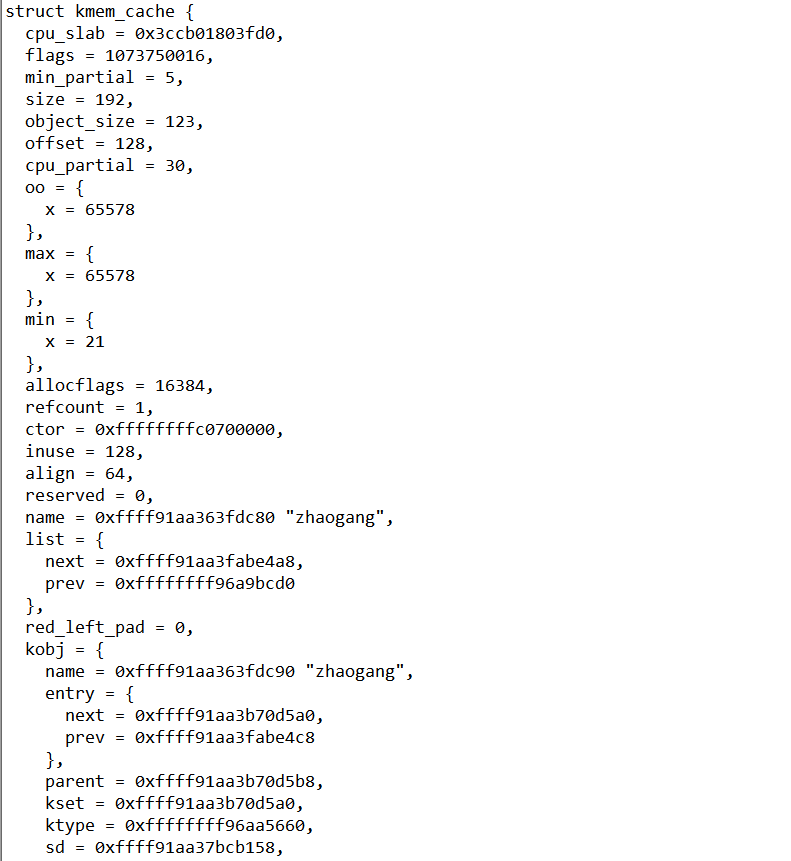 struct kmem_cache {
  cpu_slab = 0x3ccb01803fd0,
  flags = 1073750016,
  min_partial = 5,
  size = 192,
  object_size = 123,
  offset = 128,
  cpu_partial = 30,
  oo = {
    x = 65578
  },
  max = {
    x = 65578
  },
  min = {
    x = 21
  },
  allocflags = 16384,
  refcount = 1,
  ctor = 0xffffffffc0700000,
  inuse = 128,
  align = 64,
  reserved = 0,
  name = 0xffff91aa363fdc80 "zhaogang",
  list = {
    next = 0xffff91aa3fabe4a8,
    prev = 0xffffffff96a9bcd0
  },
  red_left_pad = 0,
  kobj = {
    name = 0xffff91aa363fdc90 "zhaogang",
    entry = {
      next = 0xffff91aa3b70d5a0,
      prev = 0xffff91aa3fabe4c8
    },
    parent = 0xffff91aa3b70d5b8,
    kset = 0xffff91aa3b70d5a0,
    ktype = 0xffffffff96aa5660,
    sd = 0xffff91aa37bcb158,